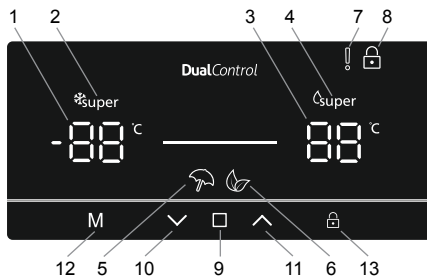 1 2 3 4 7 8
DualControl
super super
-88 °C 88 °C
M
12 5 10 9 11 6 13